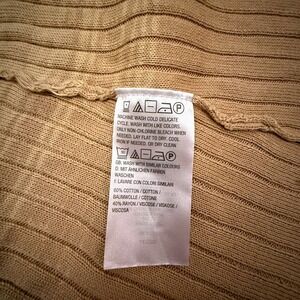 MACHINE WASH COLD DELICATE
CYCLE. WASH WITH LIKE COLORS.
ONLY NON-CHLORINE BLEACH WHEN
NEEDED. LAY FLAT TO DRY. COOL
IRON IF NEEDED. OR DRY CLEAN
GB. WASH WITH SIMILAR COLOURS
D. MIT ÄHNLICHEN FARBEN
WASCHEN
I. LAVARE CON COLORI SIMILARI
60% COTTON /
BAUMWOLLE / COTONE
40% RAYON / VISCOSE / VISKOSE /
VISCOSA